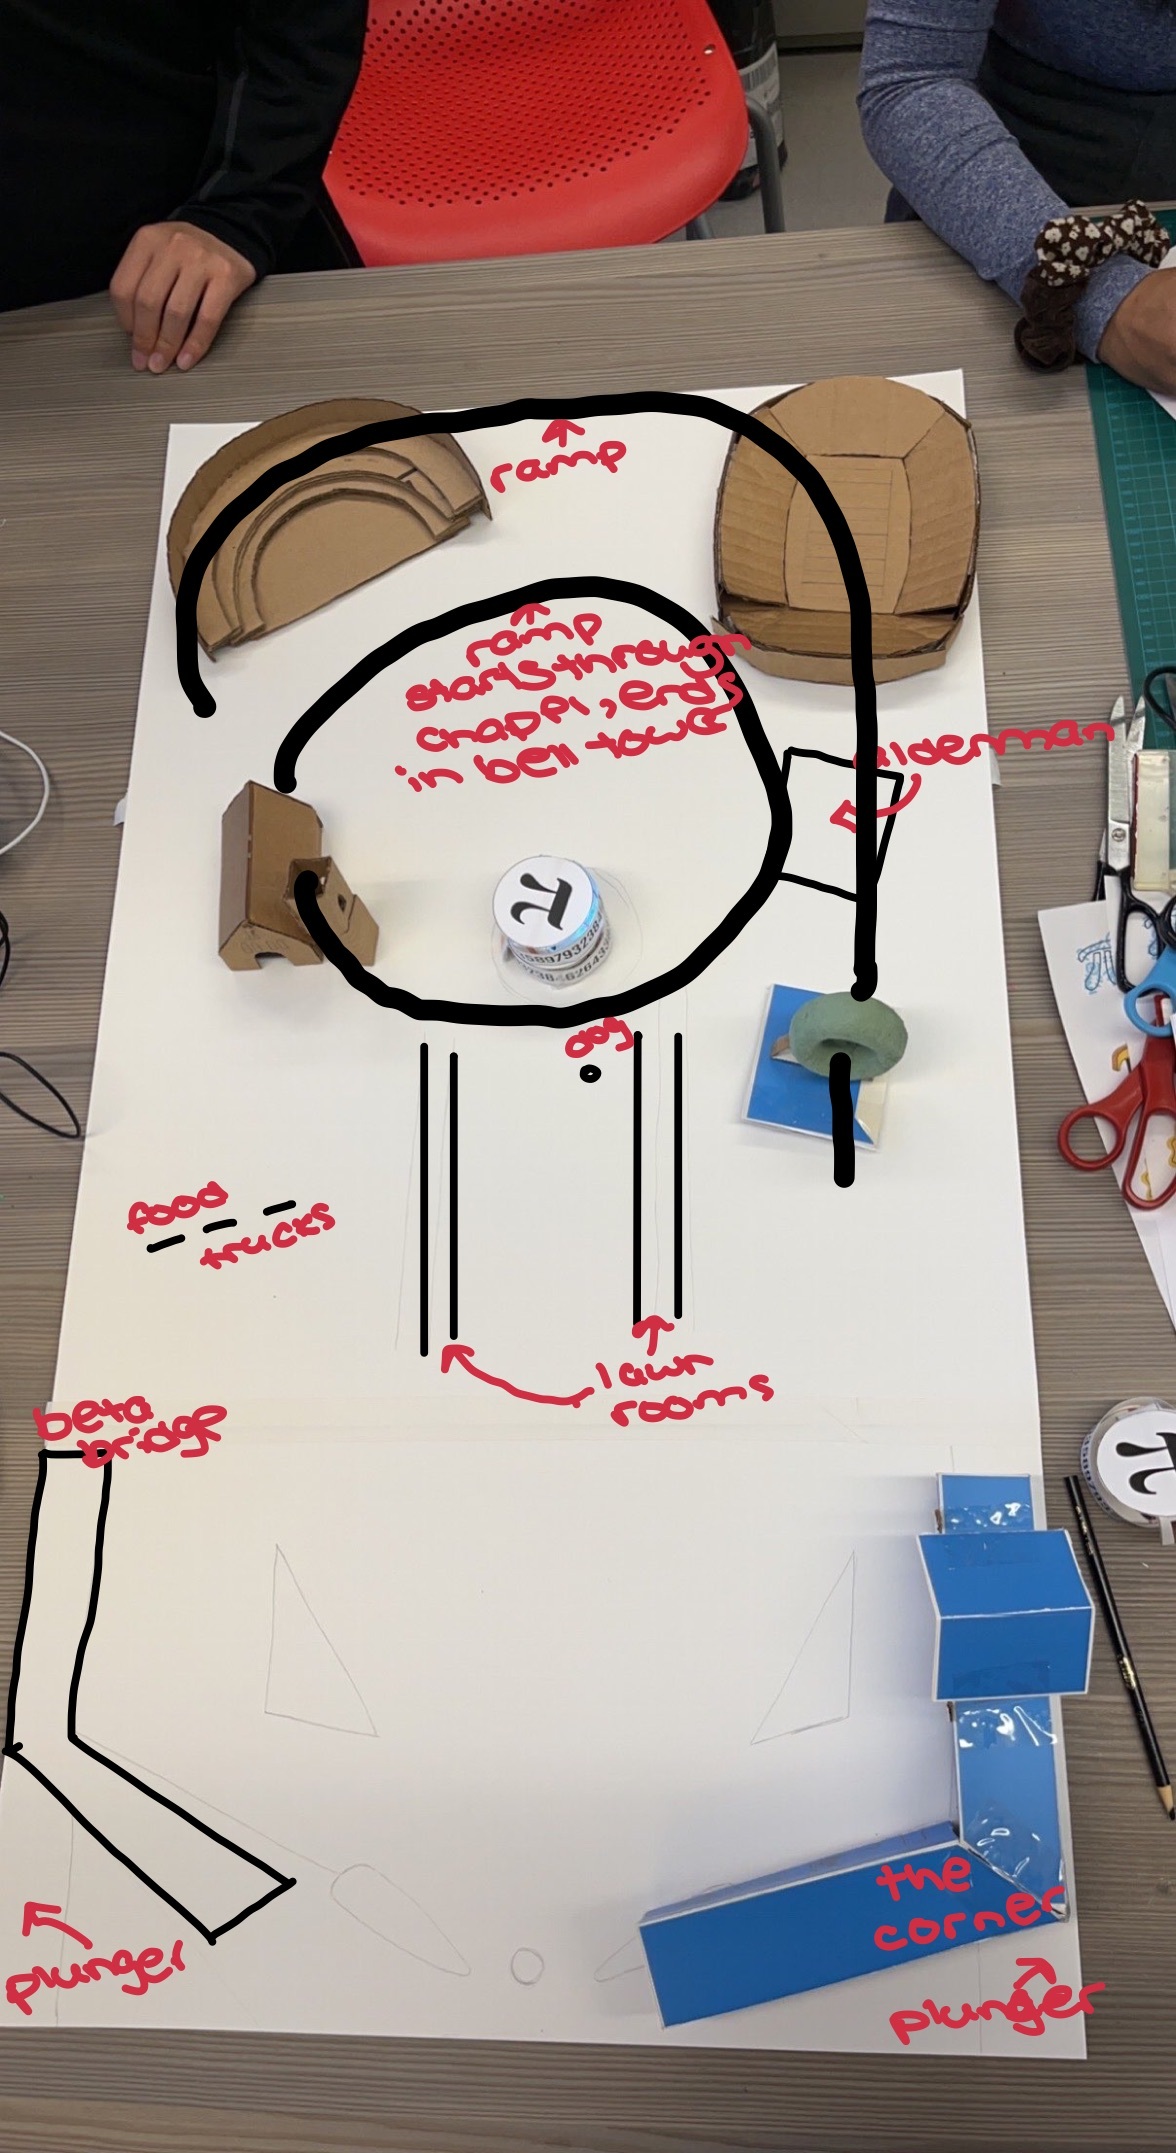 ramp
ramp
starts through
chapel, ends
in bell tower
alderman
π
dog
food
trucks
lawn
rooms
beta
bridge
π
the
corner
plunger
plunger